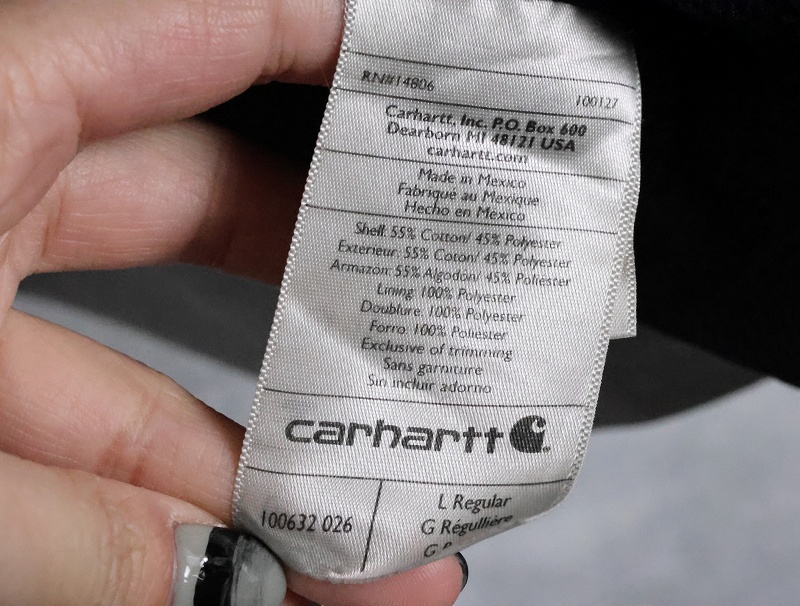 RN#14806 100127
Carhartt, Inc. P.O. Box 600
Dearborn MI 48121 USA
carhartt.com
Made in Mexico
Fabriqué au Mexique
Hecho en Mexico
Shell: 55% Cotton/ 45% Polyester
Exterieur: 55% Coton/ 45% Polyester
Armazon: 55% Algodón/ 45% Poliester
Lining: 100% Polyester
Doublure: 100% Polyester
Forro: 100% Poliester
Exclusive of trimming
Sans garniture
Sin incluir adorno
carhartt
100632 026
L Regular
G Régullière
G